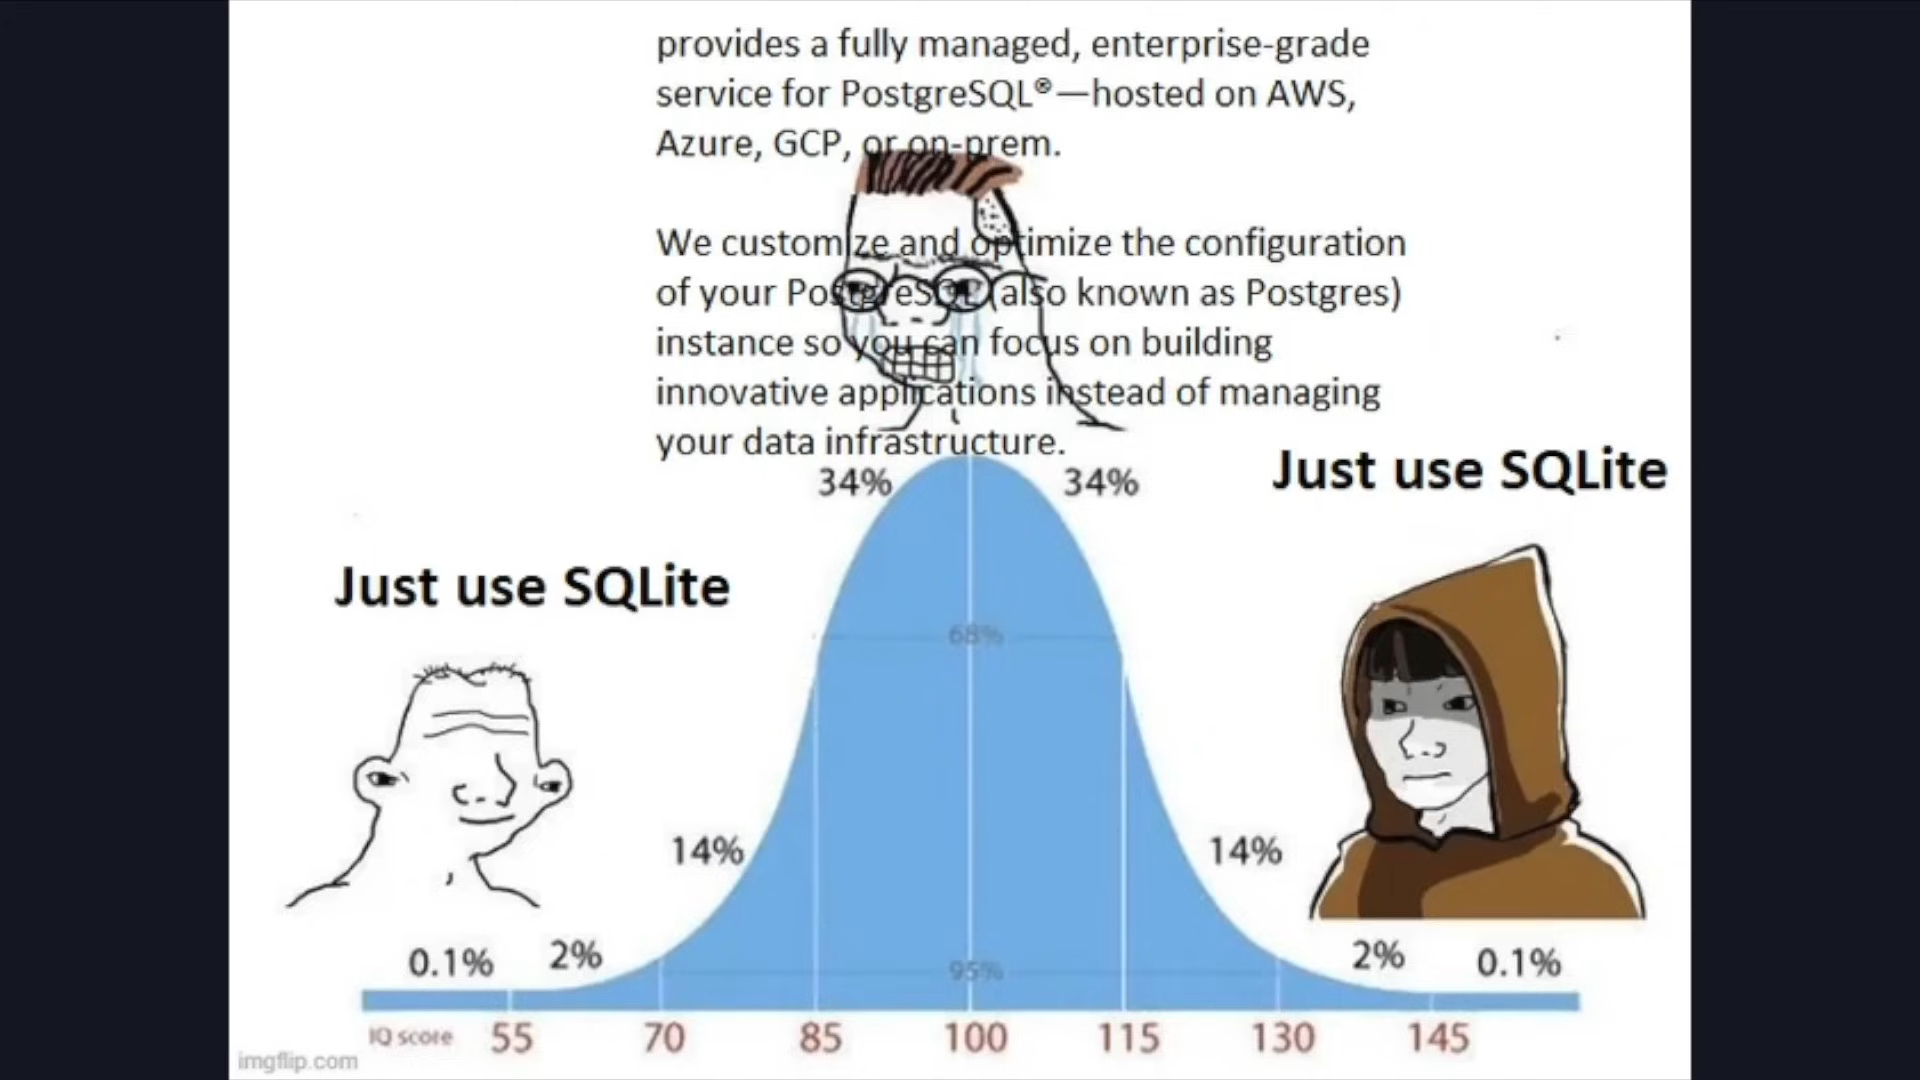 provides a fully managed, enterprise-grade
service for PostgreSQL®—hosted on AWS,
Azure, GCP, or on-prem.
We customize and optimize the configuration
of your PostgreSQL (also known as Postgres)
instance so you can focus on building
innovative applications instead of managing
your data infrastructure.
Just use SQLite
Just use SQLite
34% 34%
68%
14% 14%
0.1% 2% 95% 2% 0.1%
IQ score 55 70 85 100 115 130 145
imgflip.com